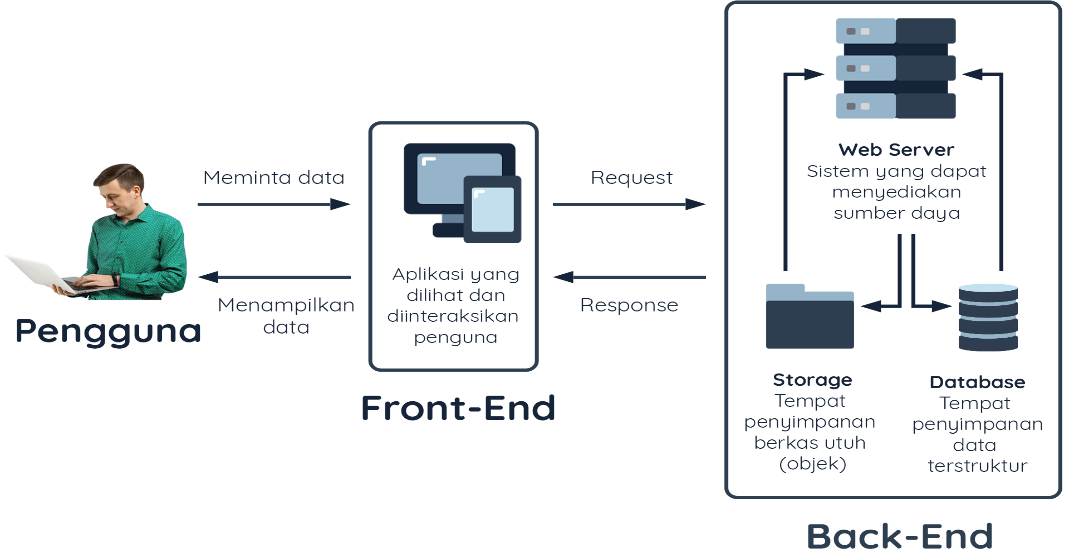 Meminta data
Menampilkan
data
Pengguna
Aplikasi yang
dilihat dan
diinteraksikan
penguna
Front-End
Request
Response
Web Server
Sistem yang dapat
menyediakan
sumber daya
Storage
Tempat
penyimpanan
berkas utuh
(objek)
Database
Tempat
penyimpanan
data
terstruktur
Back-End